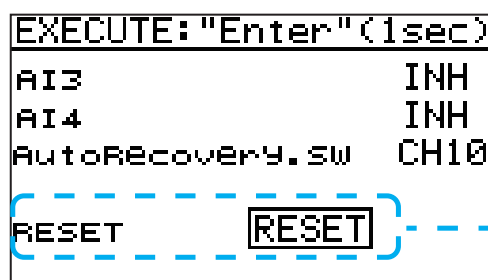 EXECUTE:"Enter"(1sec)
AI3 INH
AI4 INH
AutoRecovery.SW CH10
RESET RESET